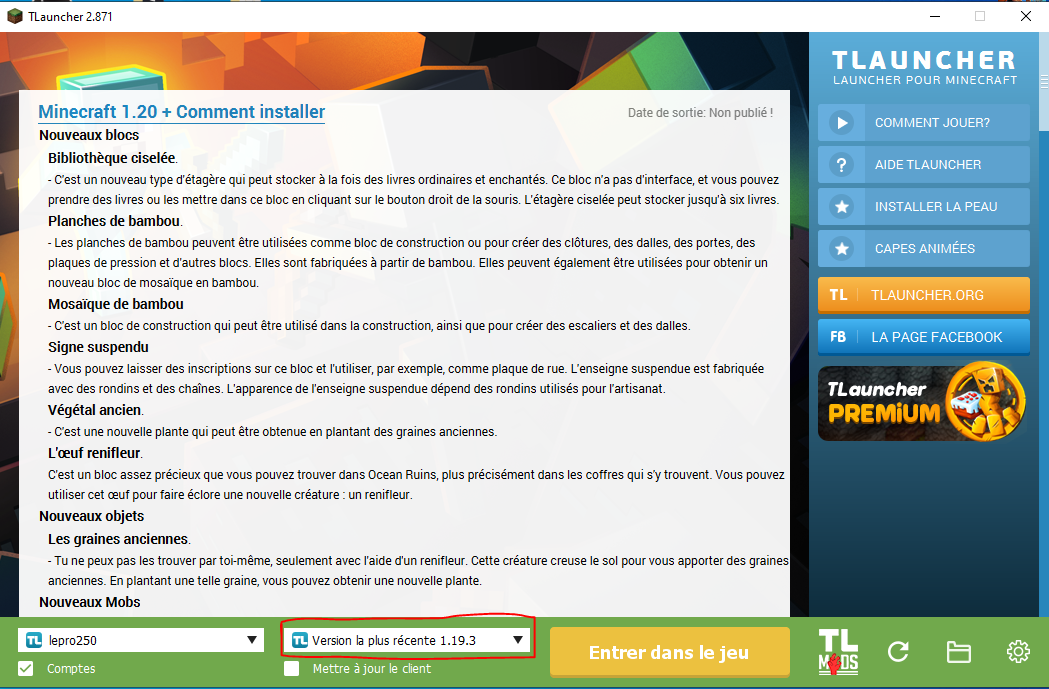 TLauncher 2.871
Minecraft 1.20 + Comment installer
Date de sortie: Non publié !
Nouveaux blocs
Bibliothèque ciselée.
- C'est un nouveau type d'étagère qui peut stocker à la fois des livres ordinaires et enchantés. Ce bloc n'a pas d'interface, et vous pouvez
prendre des livres ou les mettre dans ce bloc en cliquant sur le bouton droit de la souris. L'étagère ciselée peut stocker jusqu'à six livres.
Planches de bambou.
- Les planches de bambou peuvent être utilisées comme bloc de construction ou pour créer des clôtures, des dalles, des portes, des
plaques de pression et d'autres blocs. Elles sont fabriquées à partir de bambou. Elles peuvent également être utilisées pour obtenir un
nouveau bloc de mosaïque en bambou.
Mosaïque de bambou
- C'est un bloc de construction qui peut être utilisé dans la construction, ainsi que pour créer des escaliers et des dalles.
Signe suspendu
- Vous pouvez laisser des inscriptions sur ce bloc et l'utiliser, par exemple, comme plaque de rue. L'enseigne suspendue est fabriquée
avec des rondins et des chaînes. L'apparence de l'enseigne suspendue dépend des rondins utilisés pour l'artisanat.
Végétal ancien.
- C'est une nouvelle plante qui peut être obtenue en plantant des graines anciennes.
L'œuf renifleur.
C'est un bloc assez précieux que vous pouvez trouver dans Ocean Ruins, plus précisément dans les coffres qui s'y trouvent. Vous pouvez
utiliser cet œuf pour faire éclore une nouvelle créature : un renifleur.
Nouveaux objets
Les graines anciennes.
- Tu ne peux pas les trouver par toi-même, seulement avec l'aide d'un renifleur. Cette créature creuse le sol pour vous apporter des graines
anciennes. En plantant une telle graine, vous pouvez obtenir une nouvelle plante.
Nouveaux Mobs
TLAUNCHER
LAUNCHER POUR MINECRAFT
COMMENT JOUER?
? AIDE TLAUNCHER
INSTALLER LA PEAU
CAPES ANIMÉES
TL TLAUNCHER.ORG
FB LA PAGE FACEBOOK
TLauncher
PREMIUM
TL lepro250
Comptes
TL Version la plus récente 1.19.3
Mettre à jour le client
Entrer dans le jeu
TL
MODS